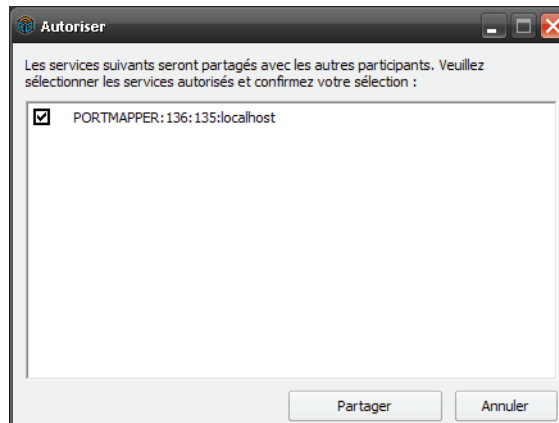 Autoriser
Les services suivants seront partagés avec les autres participants. Veuillez
sélectionner les services autorisés et confirmez votre sélection :
PORTMAPPER:136:135:localhost
Partager
Annuler